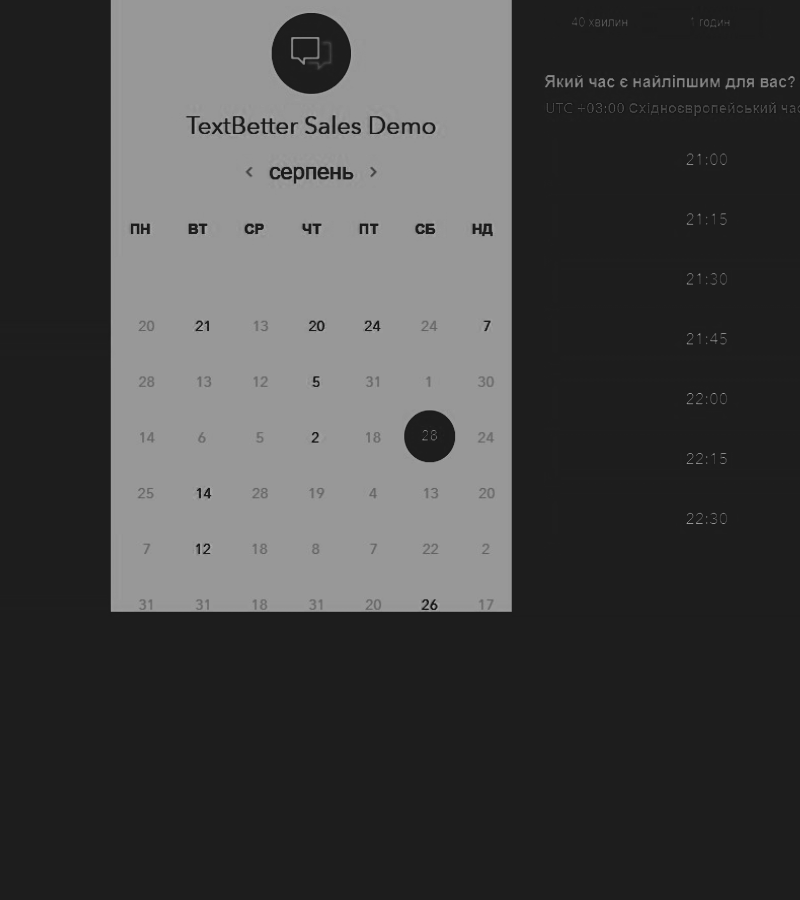 TextBetter Sales Demo
серпень
ПН ВТ СР ЧТ ПТ СБ НД
20 21 13 20 24 24 7
28 13 12 5 31 1 30
14 6 5 2 18 28 24
25 14 28 19 4 13 20
7 12 18 8 7 22 2
31 31 18 31 20 26 17
40 хвилин 1 годин
Який час є найліпшим для вас?
UTC +03:00 Східноєвропейський час
21:00
21:15
21:30
21:45
22:00
22:15
22:30